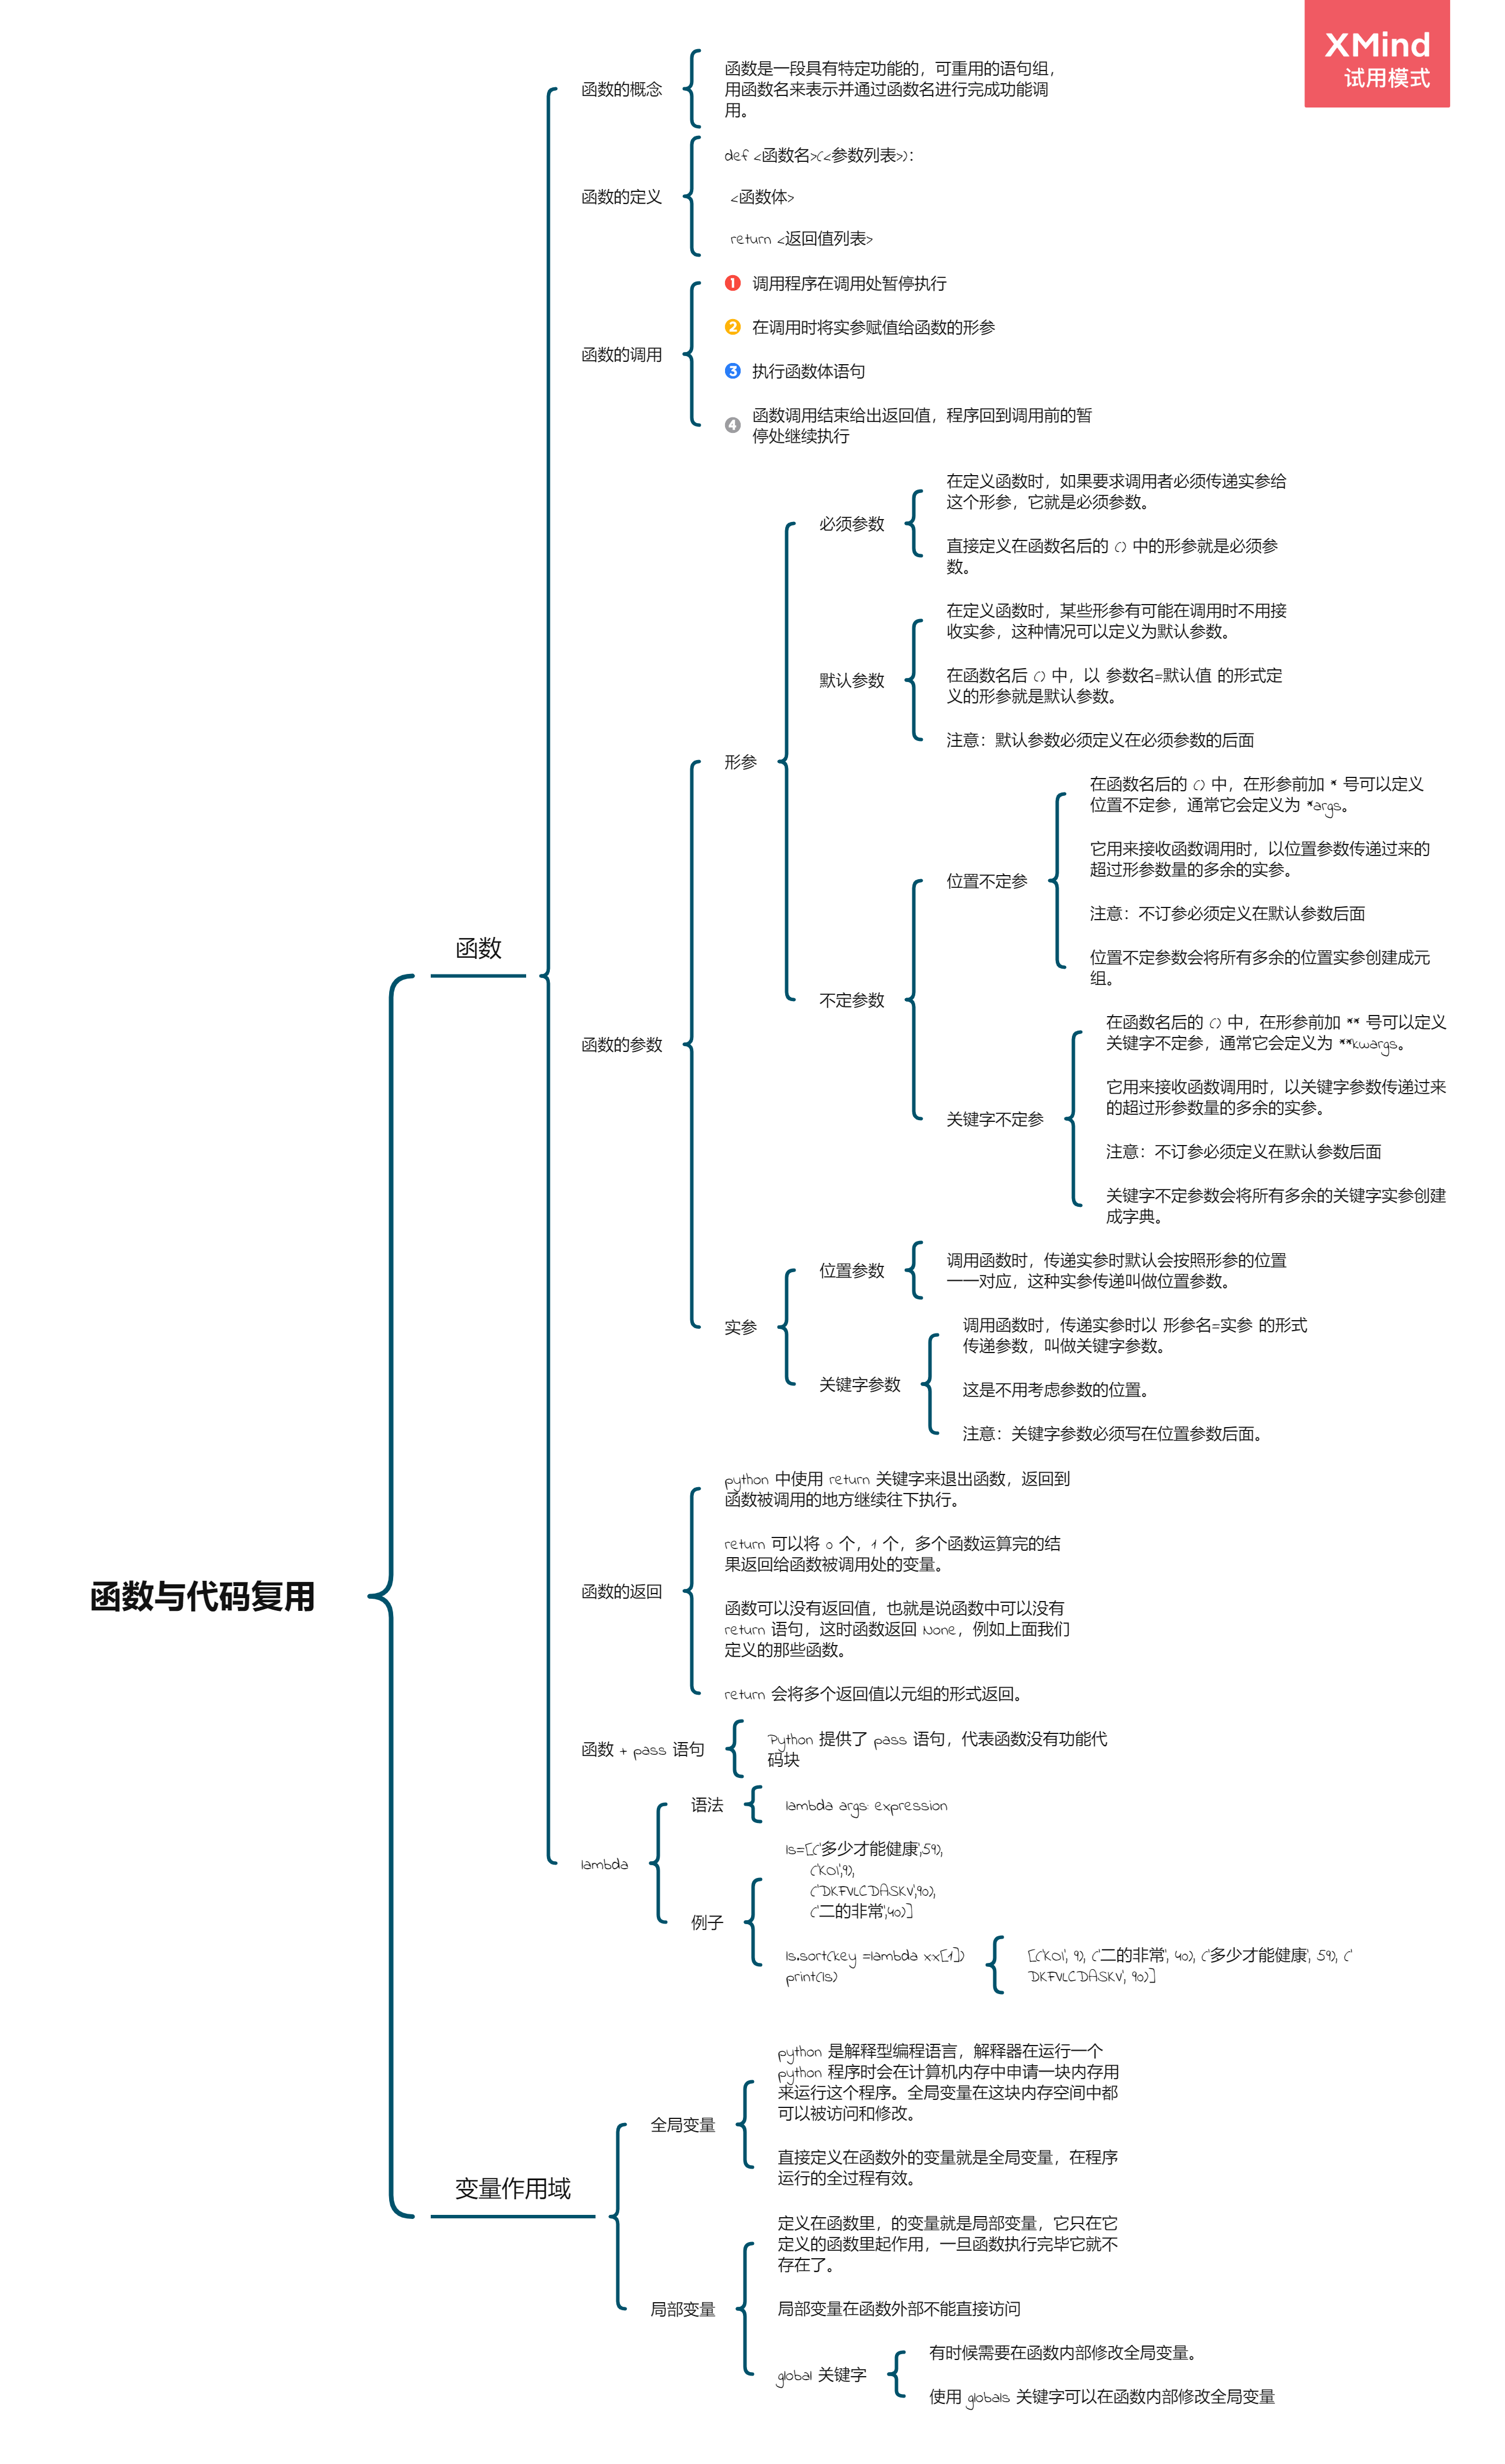 XMind
试用模式
函数与代码复用
函数
函数的概念
函数是一段具有特定功能的，可重用的语句组，
用函数名来表示并通过函数名进行完成功能调
用。
函数的定义
def <函数名>(<参数列表>)：
<函数体>
return <返回值列表>
函数的调用
1 调用程序在调用处暂停执行
2 在调用时将实参赋值给函数的形参
3 执行函数体语句
4 函数调用结束给出返回值，程序回到调用前的暂
停处继续执行
函数的参数
形参
必须参数
在定义函数时，如果要求调用者必须传递实参给
这个形参，它就是必须参数。
直接定义在函数名后的 () 中的形参就是必须参
数。
默认参数
在定义函数时，某些形参有可能在调用时不用接
收实参，这种情况可以定义为默认参数。
在函数名后 () 中，以 参数名=默认值 的形式定
义的形参就是默认参数。
注意：默认参数必须定义在必须参数的后面
不定参数
位置不定参
在函数名后的 () 中，在形参前加 * 号可以定义
位置不定参，通常它会定义为 *args。
它用来接收函数调用时，以位置参数传递过来的
超过形参数量的多余的实参。
注意：不订参必须定义在默认参数后面
位置不定参数会将所有多余的位置实参创建成元
组。
关键字不定参
在函数名后的 () 中，在形参前加 ** 号可以定义
关键字不定参，通常它会定义为 **kwargs。
它用来接收函数调用时，以关键字参数传递过来
的超过形参数量的多余的实参。
注意：不订参必须定义在默认参数后面
关键字不定参数会将所有多余的关键字实参创建
成字典。
实参
位置参数
调用函数时，传递实参时默认会按照形参的位置
一一对应，这种实参传递叫做位置参数。
关键字参数
调用函数时，传递实参时以 形参名=实参 的形式
传递参数，叫做关键字参数。
这是不用考虑参数的位置。
注意：关键字参数必须写在位置参数后面。
函数的返回
python 中使用 return 关键字来退出函数，返回到
函数被调用的地方继续往下执行。
return 可以将 0 个，1 个，多个函数运算完的结
果返回给函数被调用处的变量。
函数可以没有返回值，也就是说函数中可以没有
return 语句，这时函数返回 None，例如上面我们
定义的那些函数。
return 会将多个返回值以元组的形式返回。
函数 + pass 语句
Python 提供了 pass 语句，代表函数没有功能代
码块
lambda
语法
lambda args: expression
例子
ls=[('多少才能健康',59),
('KOI',9),
('DKFVLCDASKV',90),
('二的非常',40)]
ls.sort(key =lambda x:x[1])
print(ls)
[('KOI', 9), ('二的非常', 40), ('多少才能健康', 59), ('
DKFVLCDASKV', 90)]
变量作用域
全局变量
python 是解释型编程语言，解释器在运行一个
python 程序时会在计算机内存中申请一块内存用
来运行这个程序。全局变量在这块内存空间中都
可以被访问和修改。
直接定义在函数外的变量就是全局变量，在程序
运行的全过程有效。
局部变量
定义在函数里，的变量就是局部变量，它只在它
定义的函数里起作用，一旦函数执行完毕它就不
存在了。
局部变量在函数外部不能直接访问
global 关键字
有时候需要在函数内部修改全局变量。
使用 globals 关键字可以在函数内部修改全局变量